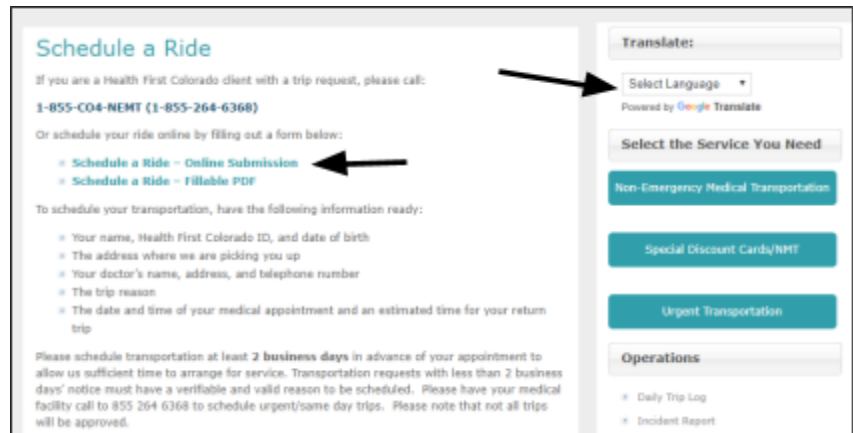 Schedule a Ride
If you are a Health First Colorado client with a trip request, please call:
1-855-CO4-NEMT (1-855-264-6368)
Or schedule your ride online by filling out a form below:
Schedule a Ride – Online Submission
Schedule a Ride – Fillable PDF
To schedule your transportation, have the following information ready:
Your name, Health First Colorado ID, and date of birth
The address where we are picking you up
Your doctor's name, address, and telephone number
The trip reason
The date and time of your medical appointment and an estimated time for your return
trip
Please schedule transportation at least 2 business days in advance of your appointment to
allow us sufficient time to arrange for service. Transportation requests with less than 2 business
days' notice must have a verifiable and valid reason to be scheduled. Please have your medical
facility call to 855 264 6368 to schedule urgent/same day trips. Please note that not all trips
will be approved.
Translate:
Select Language
Powered by Google Translate
Select the Service You Need
Non-Emergency Medical Transportation
Special Discount Cards/NMT
Urgent Transportation
Operations
Daily Trip Log
Incident Report